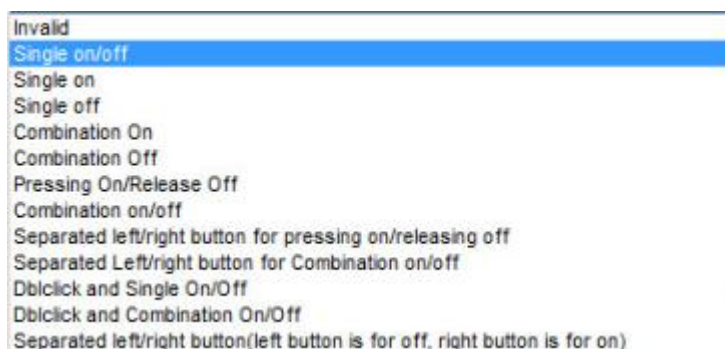 Invalid
Single on/off
Single on
Single off
Combination On
Combination Off
Pressing On/Release Off
Combination on/off
Separated left/right button for pressing on/releasing off
Separated Left/right button for Combination on/off
Dblclick and Single On/Off
Dblclick and Combination On/Off
Separated left/right button(left button is for off, right button is for on)